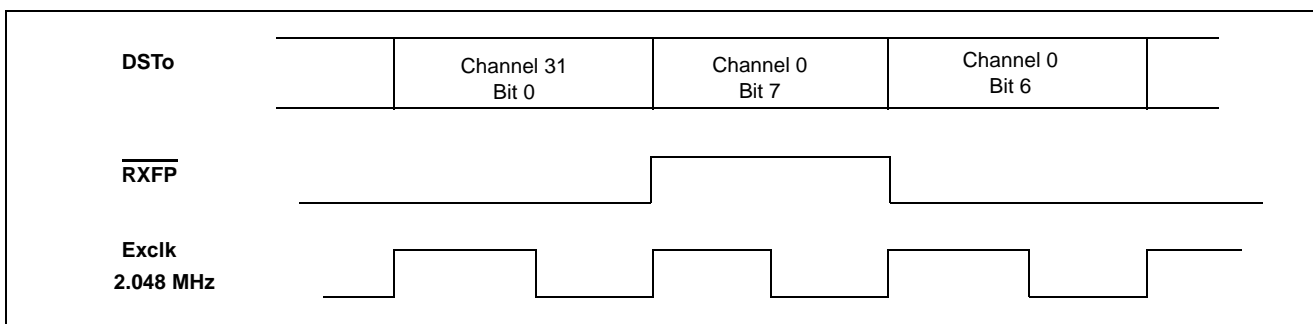 DSTo
Channel 31
Bit 0
Channel 0
Bit 7
Channel 0
Bit 6
RXFP
Exclk
2.048 MHz